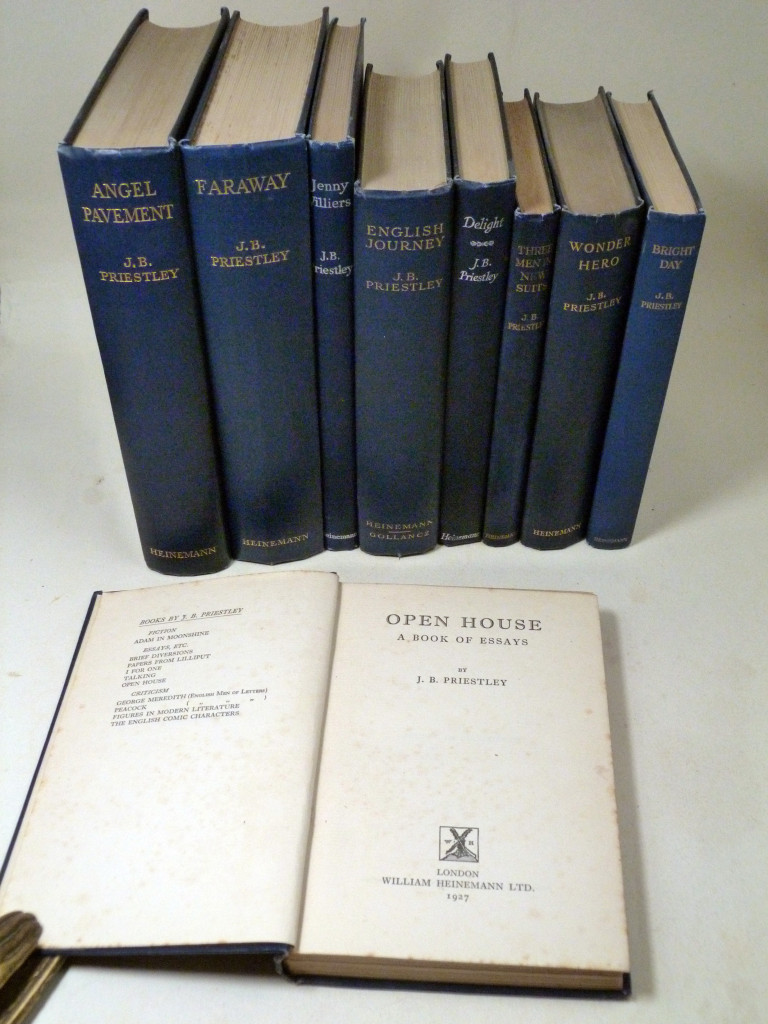 ANGEL
PAVEMENT
J.B.
PRIESTLEY
HEINEMANN
FARAWAY
J.B.
PRIESTLEY
HEINEMANN
Jenny
Villiers
J.B.
Priestley
Heinemann
ENGLISH
JOURNEY
J.B.
PRIESTLEY
HEINEMANN
GOLLANCZ
Delight
J.B.
Priestley
Heinemann
THREE
MEN IN
NEW
SUITS
J.B.
PRIESTLEY
HEINEMANN
WONDER
HERO
J.B.
PRIESTLEY
HEINEMANN
BRIGHT
DAY
J.B.
PRIESTLEY
HEINEMANN
BOOKS BY J. B. PRIESTLEY
FICTION
ADAM IN MOONSHINE
ESSAYS, ETC.
BRIEF DIVERSIONS
PAPERS FROM LILLIPUT
I FOR ONE
TALKING
OPEN HOUSE
CRITICISM
GEORGE MEREDITH (ENGLISH MEN OF LETTERS)
PEACOCK ( „ „ „ )
FIGURES IN MODERN LITERATURE
THE ENGLISH COMIC CHARACTERS.
OPEN HOUSE
A BOOK OF ESSAYS
BY
J. B. PRIESTLEY
W H
LONDON
WILLIAM HEINEMANN LTD.
1927